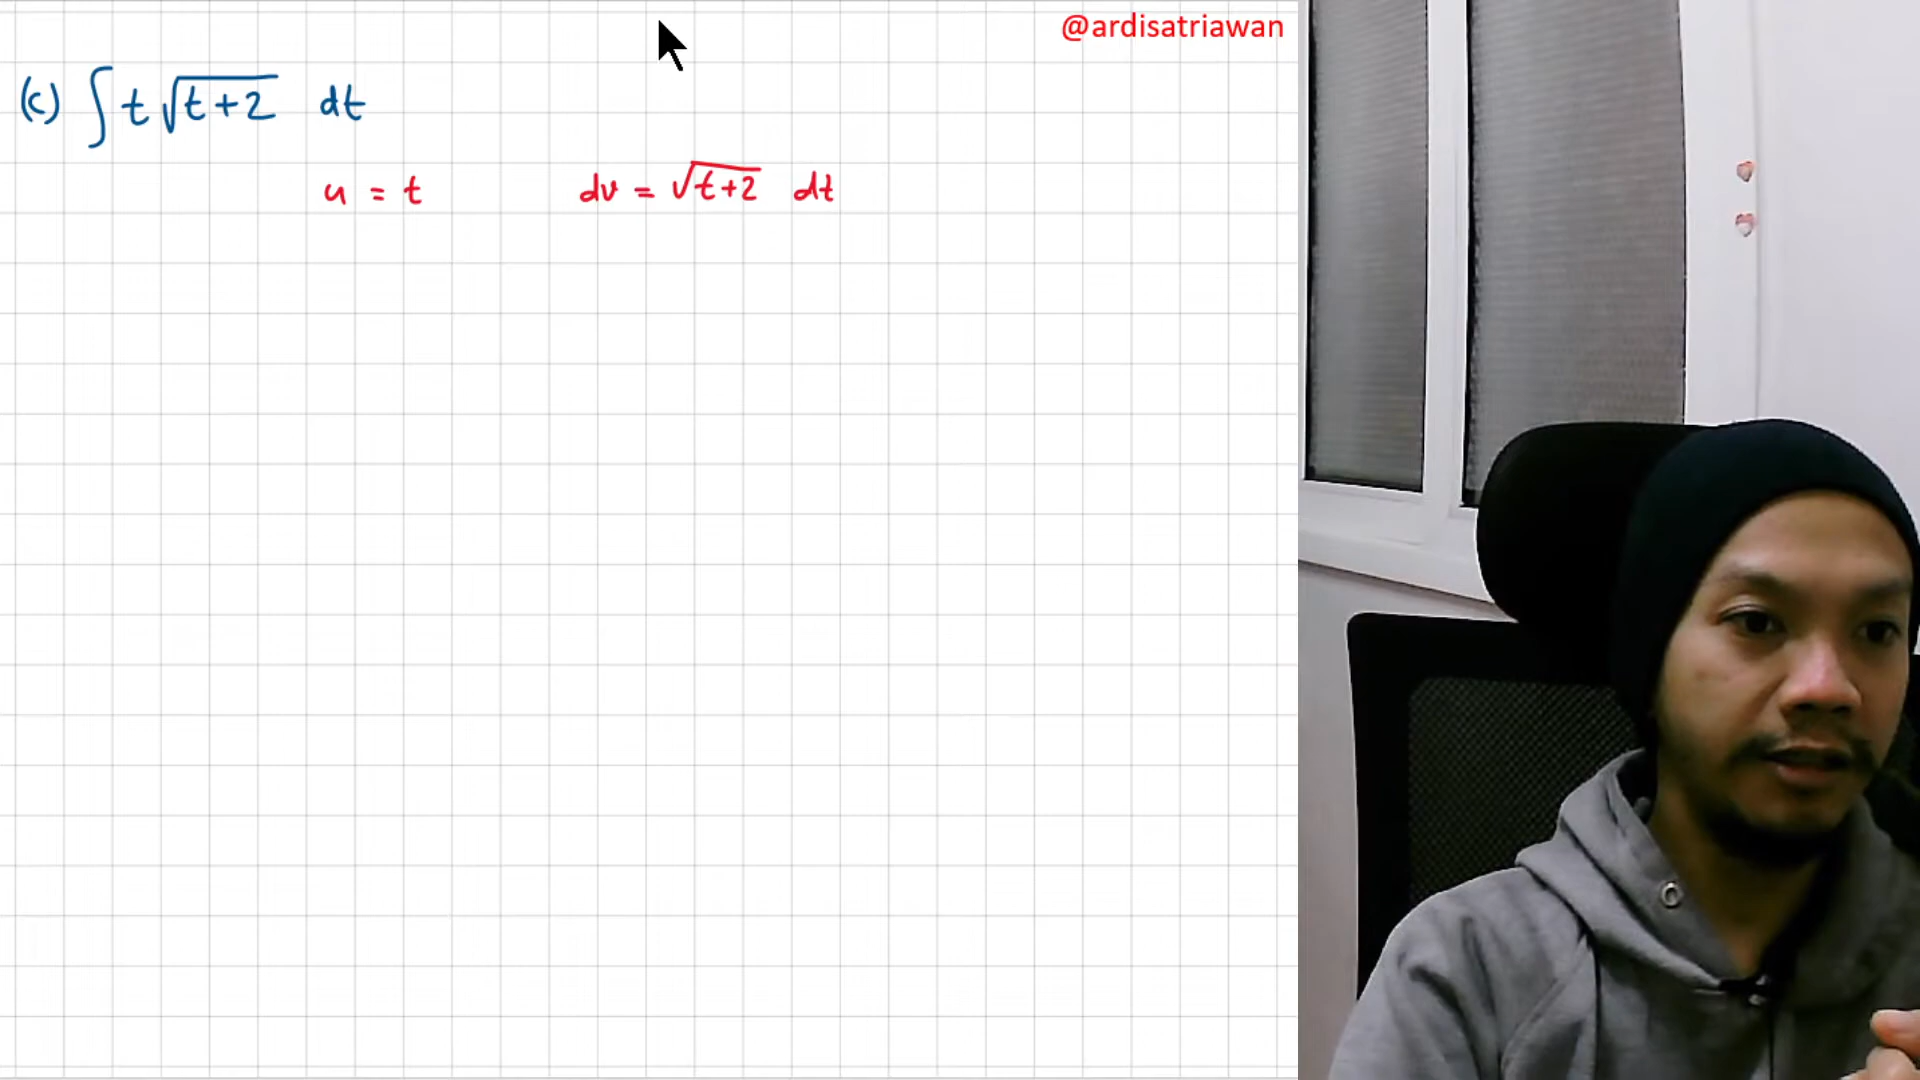 @ardisatriawan
(c) ∫ t √(t+2) dt
u = t dv = √(t+2) dt